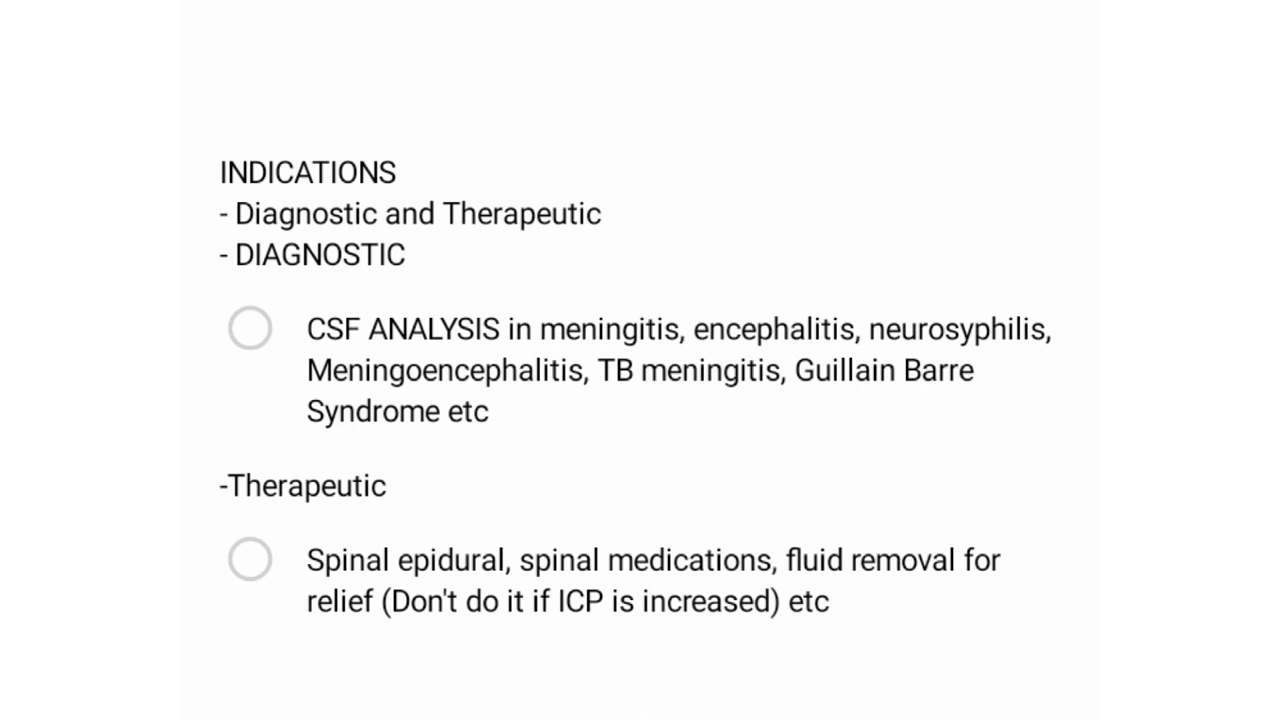 INDICATIONS
- Diagnostic and Therapeutic
- DIAGNOSTIC
CSF ANALYSIS in meningitis, encephalitis, neurosyphilis,
Meningoencephalitis, TB meningitis, Guillain Barre
Syndrome etc
-Therapeutic
Spinal epidural, spinal medications, fluid removal for
relief (Don't do it if ICP is increased) etc